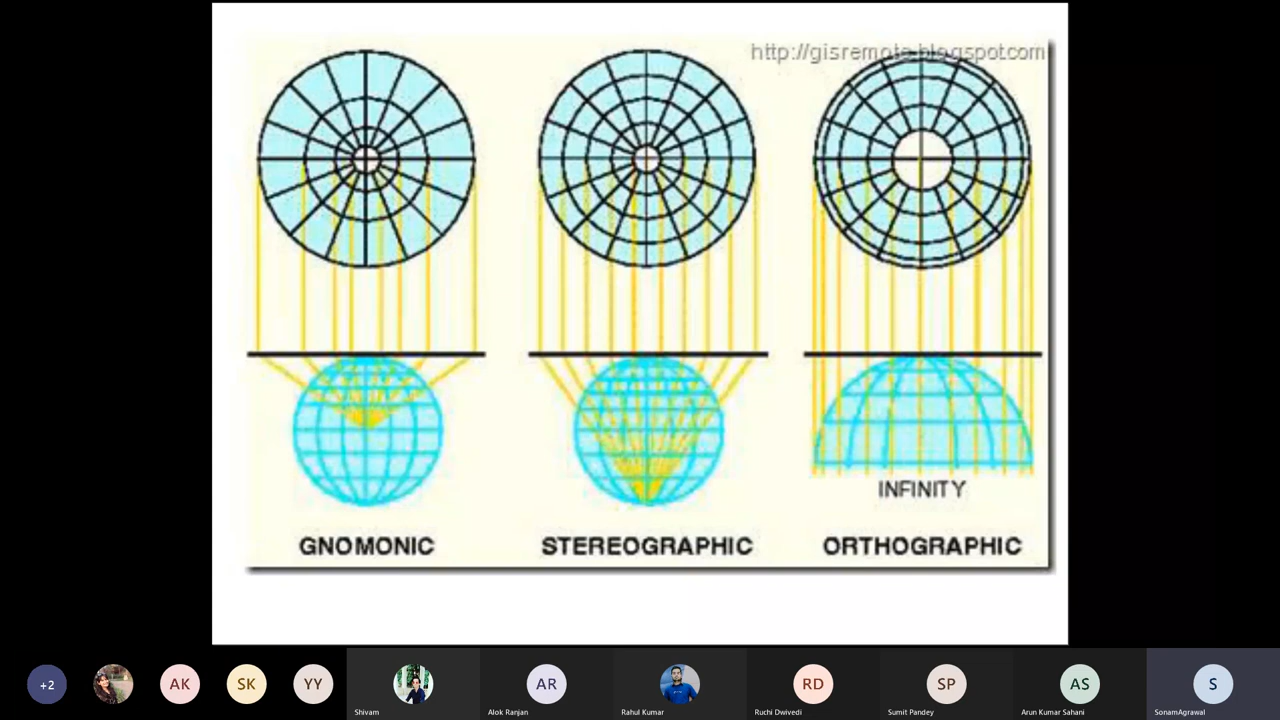 http://gisremote.blogspot.com
INFINITY
GNOMONIC
STEREOGRAPHIC
ORTHOGRAPHIC
+2
AK
SK
YY
AR
RD
SP
AS
S
Shivam
Alok Ranjan
Rahul Kumar
Ruchi Dwivedi
Sumit Pandey
Arun Kumar Sahani
SonamAgrawal